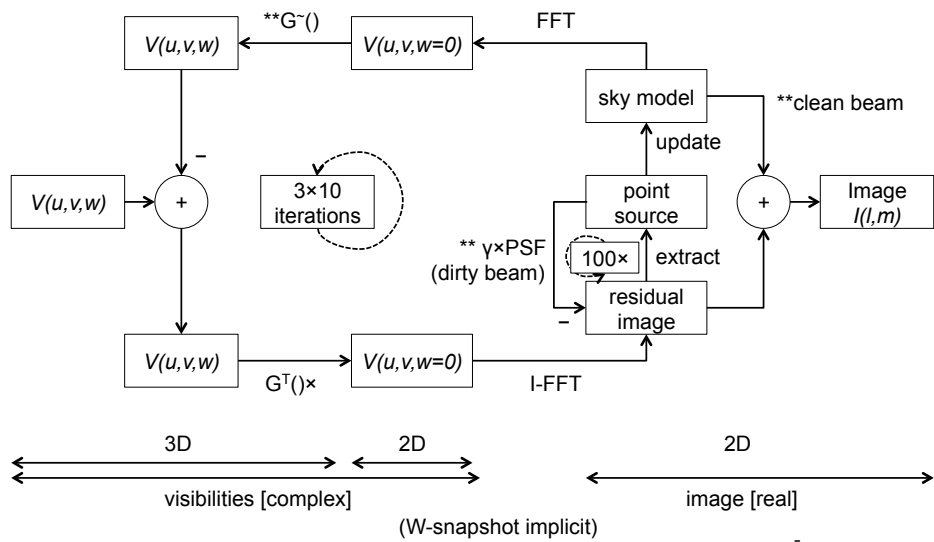 **G~()
FFT
V(u,v,w)
V(u,v,w=0)
sky model
**clean beam
update
–
V(u,v,w)
+
3×10
iterations
point
source
+
Image
I(l,m)
** γ×PSF
(dirty beam)
100×
extract
–
residual
image
V(u,v,w)
V(u,v,w=0)
Gᵀ()×
I-FFT
3D
2D
2D
visibilities [complex]
image [real]
(W-snapshot implicit)